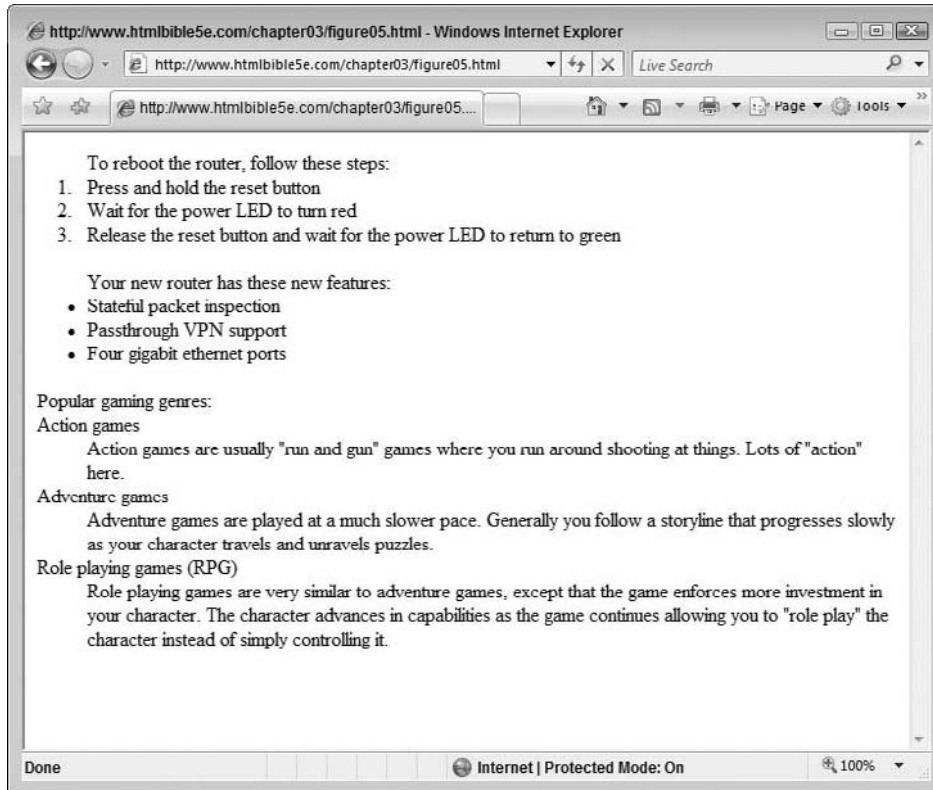 http://www.htmlbible5e.com/chapter03/figure05.html - Windows Internet Explorer
http://www.htmlbible5e.com/chapter03/figure05.html
Live Search
http://www.htmlbible5e.com/chapter03/figure05....
Page
Tools
To reboot the router, follow these steps:
1. Press and hold the reset button
2. Wait for the power LED to turn red
3. Release the reset button and wait for the power LED to return to green
Your new router has these new features:
• Stateful packet inspection
• Passthrough VPN support
• Four gigabit ethernet ports
Popular gaming genres:
Action games
Action games are usually "run and gun" games where you run around shooting at things. Lots of "action"
here.
Adventure games
Adventure games are played at a much slower pace. Generally you follow a storyline that progresses slowly
as your character travels and unravels puzzles.
Role playing games (RPG)
Role playing games are very similar to adventure games, except that the game enforces more investment in
your character. The character advances in capabilities as the game continues allowing you to "role play" the
character instead of simply controlling it.
Done
Internet | Protected Mode: On
100%